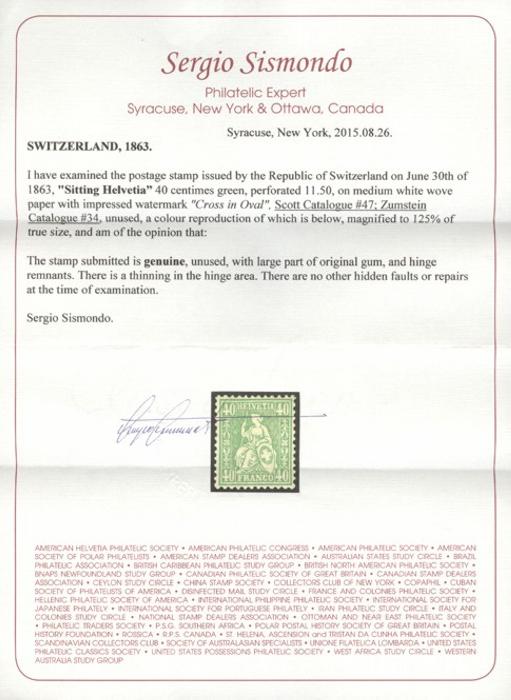 Sergio Sismondo
Philatelic Expert
Syracuse, New York & Ottawa, Canada
Syracuse, New York, 2015.08.26.
SWITZERLAND, 1863.
I have examined the postage stamp issued by the Republic of Switzerland on June 30th of
1863, "Sitting Helvetia" 40 centimes green, perforated 11.50, on medium white wove
paper with impressed watermark "Cross in Oval", Scott Catalogue #47; Zumstein
Catalogue #34, unused, a colour reproduction of which is below, magnified to 125% of
true size, and am of the opinion that:
The stamp submitted is genuine, unused, with large part of original gum, and hinge
remnants. There is a thinning in the hinge area. There are no other hidden faults or repairs
at the time of examination.
Sergio Sismondo.
40 HELVETIA 40
40 FRANCO 40
AMERICAN HELVETIA PHILATELIC SOCIETY • AMERICAN PHILATELIC CONGRESS • AMERICAN PHILATELIC SOCIETY • AMERICAN
SOCIETY OF POLAR PHILATELISTS • AMERICAN STAMP DEALERS ASSOCIATION • AUSTRALIAN STATES STUDY CIRCLE • BRAZIL
PHILATELIC ASSOCIATION • BRITISH CARIBBEAN PHILATELIC STUDY GROUP • BRITISH NORTH AMERICAN PHILATELIC SOCIETY •
BNAPS NEWFOUNDLAND STUDY GROUP • CANADIAN PHILATELIC SOCIETY OF GREAT BRITAIN • CANADIAN STAMP DEALERS
ASSOCIATION • CEYLON STUDY CIRCLE • CHINA STAMP SOCIETY • COLLECTORS CLUB OF NEW YORK • COPAPHIL • CUBAN
SOCIETY OF PHILATELISTS OF AMERICA • DISINFECTED MAIL STUDY CIRCLE • FRANCE AND COLONIES PHILATELIC SOCIETY •
HELLENIC PHILATELIC SOCIETY OF AMERICA • INTERNATIONAL PHILIPPINE PHILATELIC SOCIETY • INTERNATIONAL SOCIETY FOR
JAPANESE PHILATELY • INTERNATIONAL SOCIETY FOR PORTUGUESE PHILATELY • IRAN PHILATELIC STUDY CIRCLE • ITALY AND
COLONIES STUDY CIRCLE • NATIONAL STAMP DEALERS ASSOCIATION • OTTOMAN AND NEAR EAST PHILATELIC SOCIETY
• PHILATELIC TRADERS SOCIETY • P.S.G. SOUTHERN AFRICA • POLAR POSTAL HISTORY SOCIETY OF GREAT BRITAIN • POSTAL
HISTORY FOUNDATION • ROSSICA • R.P.S. CANADA • ST. HELENA, ASCENSION and TRISTAN DA CUNHA PHILATELIC SOCIETY •
SCANDINAVIAN COLLECTORS CLUB • SOCIETY OF AUSTRALASIAN SPECIALISTS • UNIONE FILATELICA LOMBARDA • UNITED STATES
PHILATELIC CLASSICS SOCIETY • UNITED STATES POSSESSIONS PHILATELIC SOCIETY • WEST AFRICA STUDY CIRCLE • WESTERN
AUSTRALIA STUDY GROUP